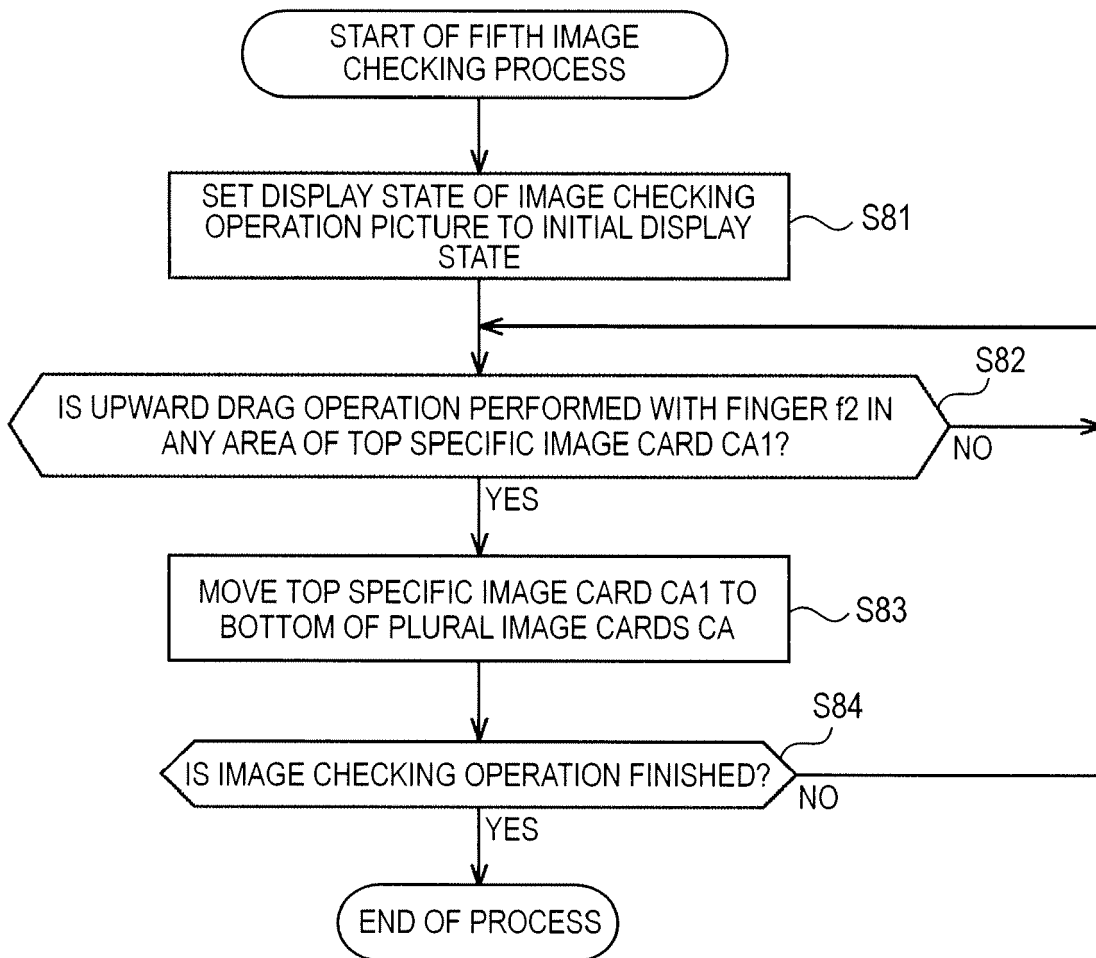 START OF FIFTH IMAGE
CHECKING PROCESS
SET DISPLAY STATE OF IMAGE CHECKING
OPERATION PICTURE TO INITIAL DISPLAY
STATE
S81
S82
IS UPWARD DRAG OPERATION PERFORMED WITH FINGER f2 IN
ANY AREA OF TOP SPECIFIC IMAGE CARD CA1?
NO
YES
MOVE TOP SPECIFIC IMAGE CARD CA1 TO
BOTTOM OF PLURAL IMAGE CARDS CA
S83
S84
IS IMAGE CHECKING OPERATION FINISHED?
NO
YES
END OF PROCESS